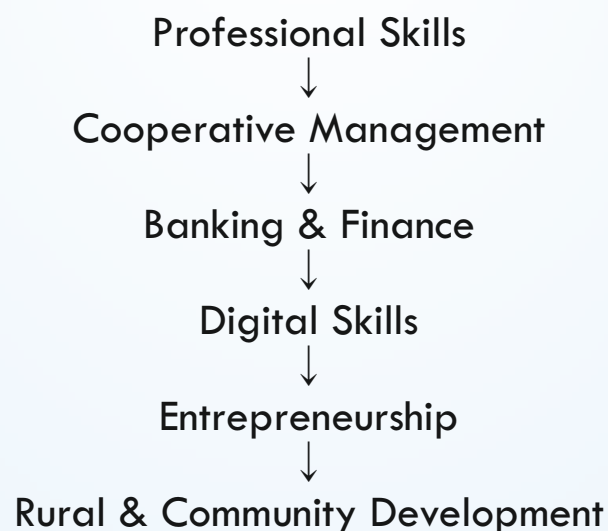 Professional Skills
↓
Cooperative Management
↓
Banking & Finance
↓
Digital Skills
↓
Entrepreneurship
↓
Rural & Community Development